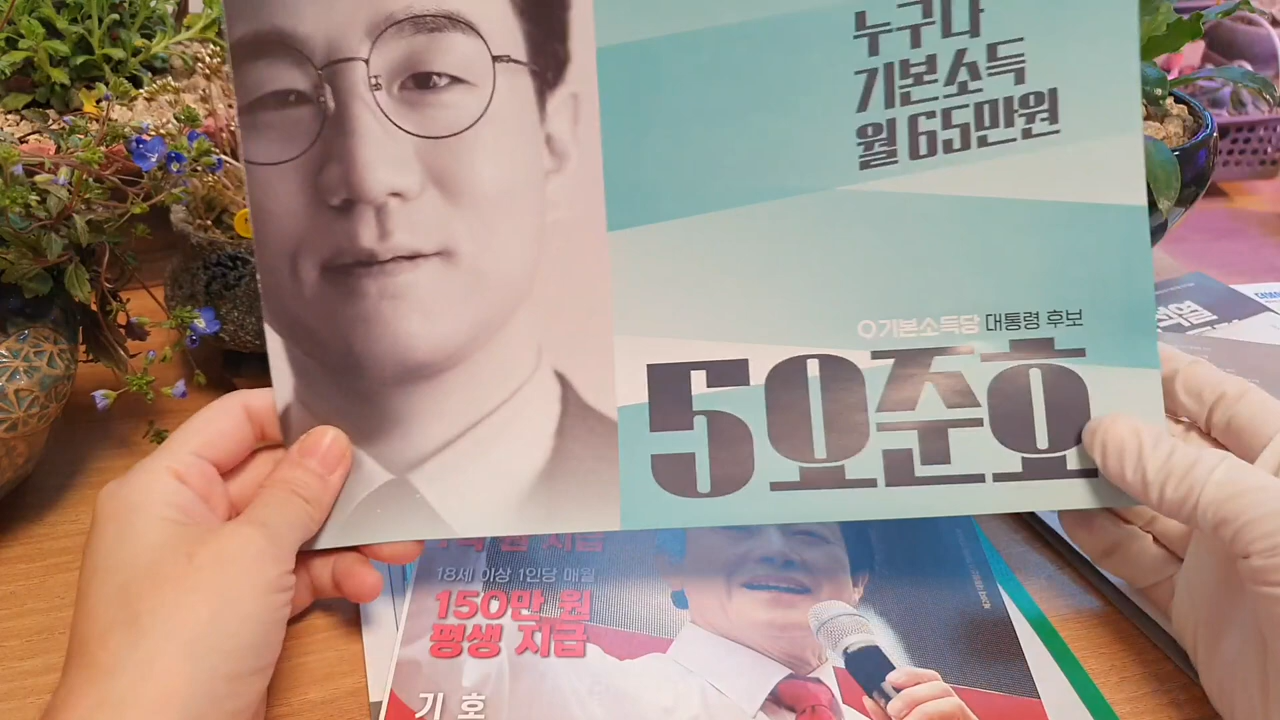 누구나
기본소득
월 65만원
기본소득당 대통령 후보
5오준호
18세 이상 1인당 매월
150만 원
평생 지급
기 호